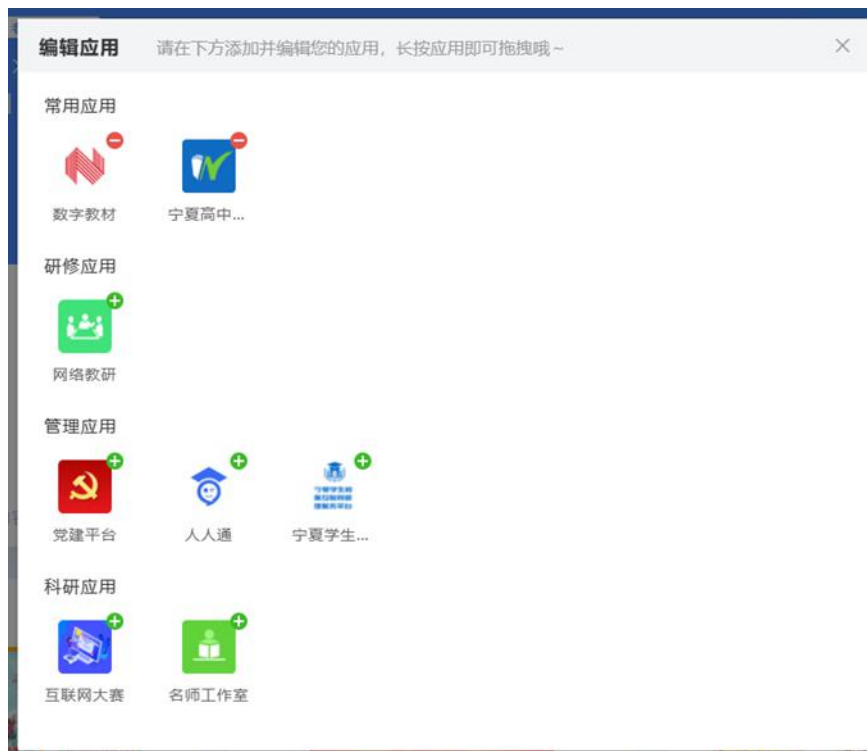 编辑应用 请在下方添加并编辑您的应用，长按应用即可拖拽哦~
常用应用
数字教材 宁夏高中...
研修应用
网络教研
管理应用
党建平台 人人通 宁夏学生...
科研应用
互联网大赛 名师工作室